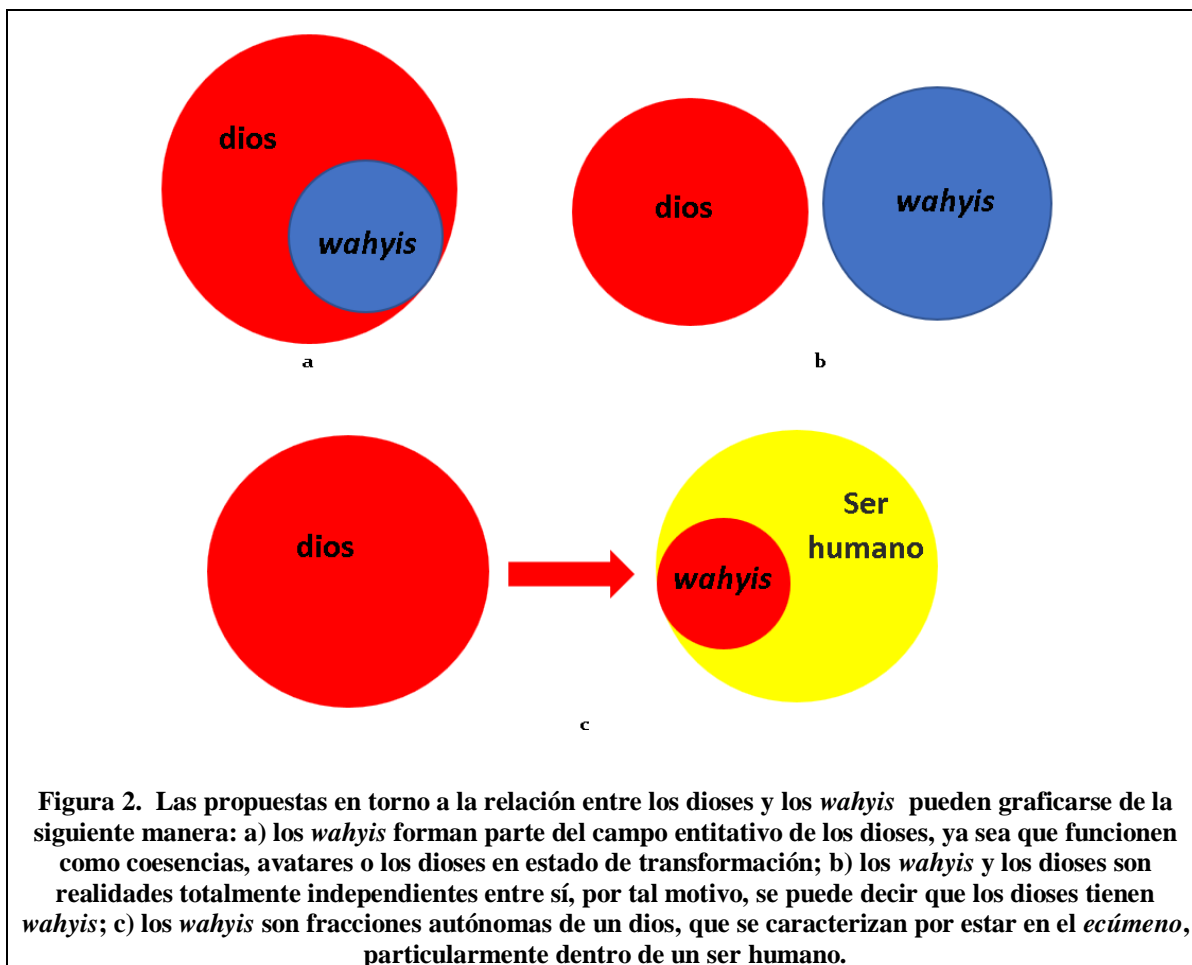 dios
wahyis
a
dios
wahyis
b
dios
wahyis
Ser
humano
c
Figura 2.  Las propuestas en torno a la relación entre los dioses y los wahyis  pueden graficarse de la
siguiente manera: a) los wahyis forman parte del campo entitativo de los dioses, ya sea que funcionen
como coesencias, avatares o los dioses en estado de transformación; b) los wahyis y los dioses son
realidades totalmente independientes entre sí, por tal motivo, se puede decir que los dioses tienen
wahyis; c) los wahyis son fracciones autónomas de un dios, que se caracterizan por estar en el ecúmeno,
particularmente dentro de un ser humano.